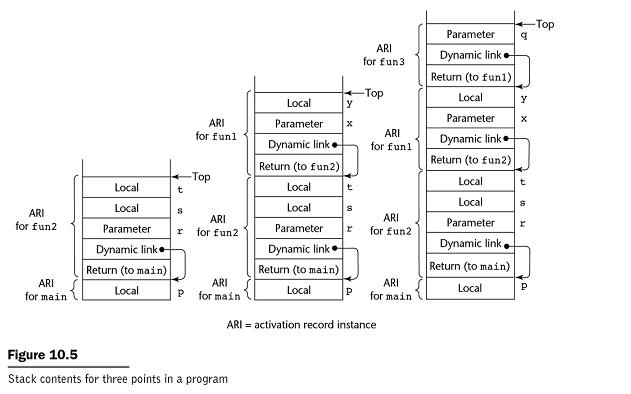 Top
Local t
ARI for fun2
Local s
Parameter r
Dynamic link
Return (to main)
ARI for main
Local p
Top
Local y
ARI for fun1
Parameter x
Dynamic link
Return (to fun2)
Local t
ARI for fun2
Local s
Parameter r
Dynamic link
Return (to main)
ARI for main
Local p
Top
Parameter q
ARI for fun3
Dynamic link
Return (to fun1)
Local y
ARI for fun1
Parameter x
Dynamic link
Return (to fun2)
Local t
ARI for fun2
Local s
Parameter r
Dynamic link
Return (to main)
ARI for main
Local p
ARI = activation record instance
Figure 10.5
Stack contents for three points in a program